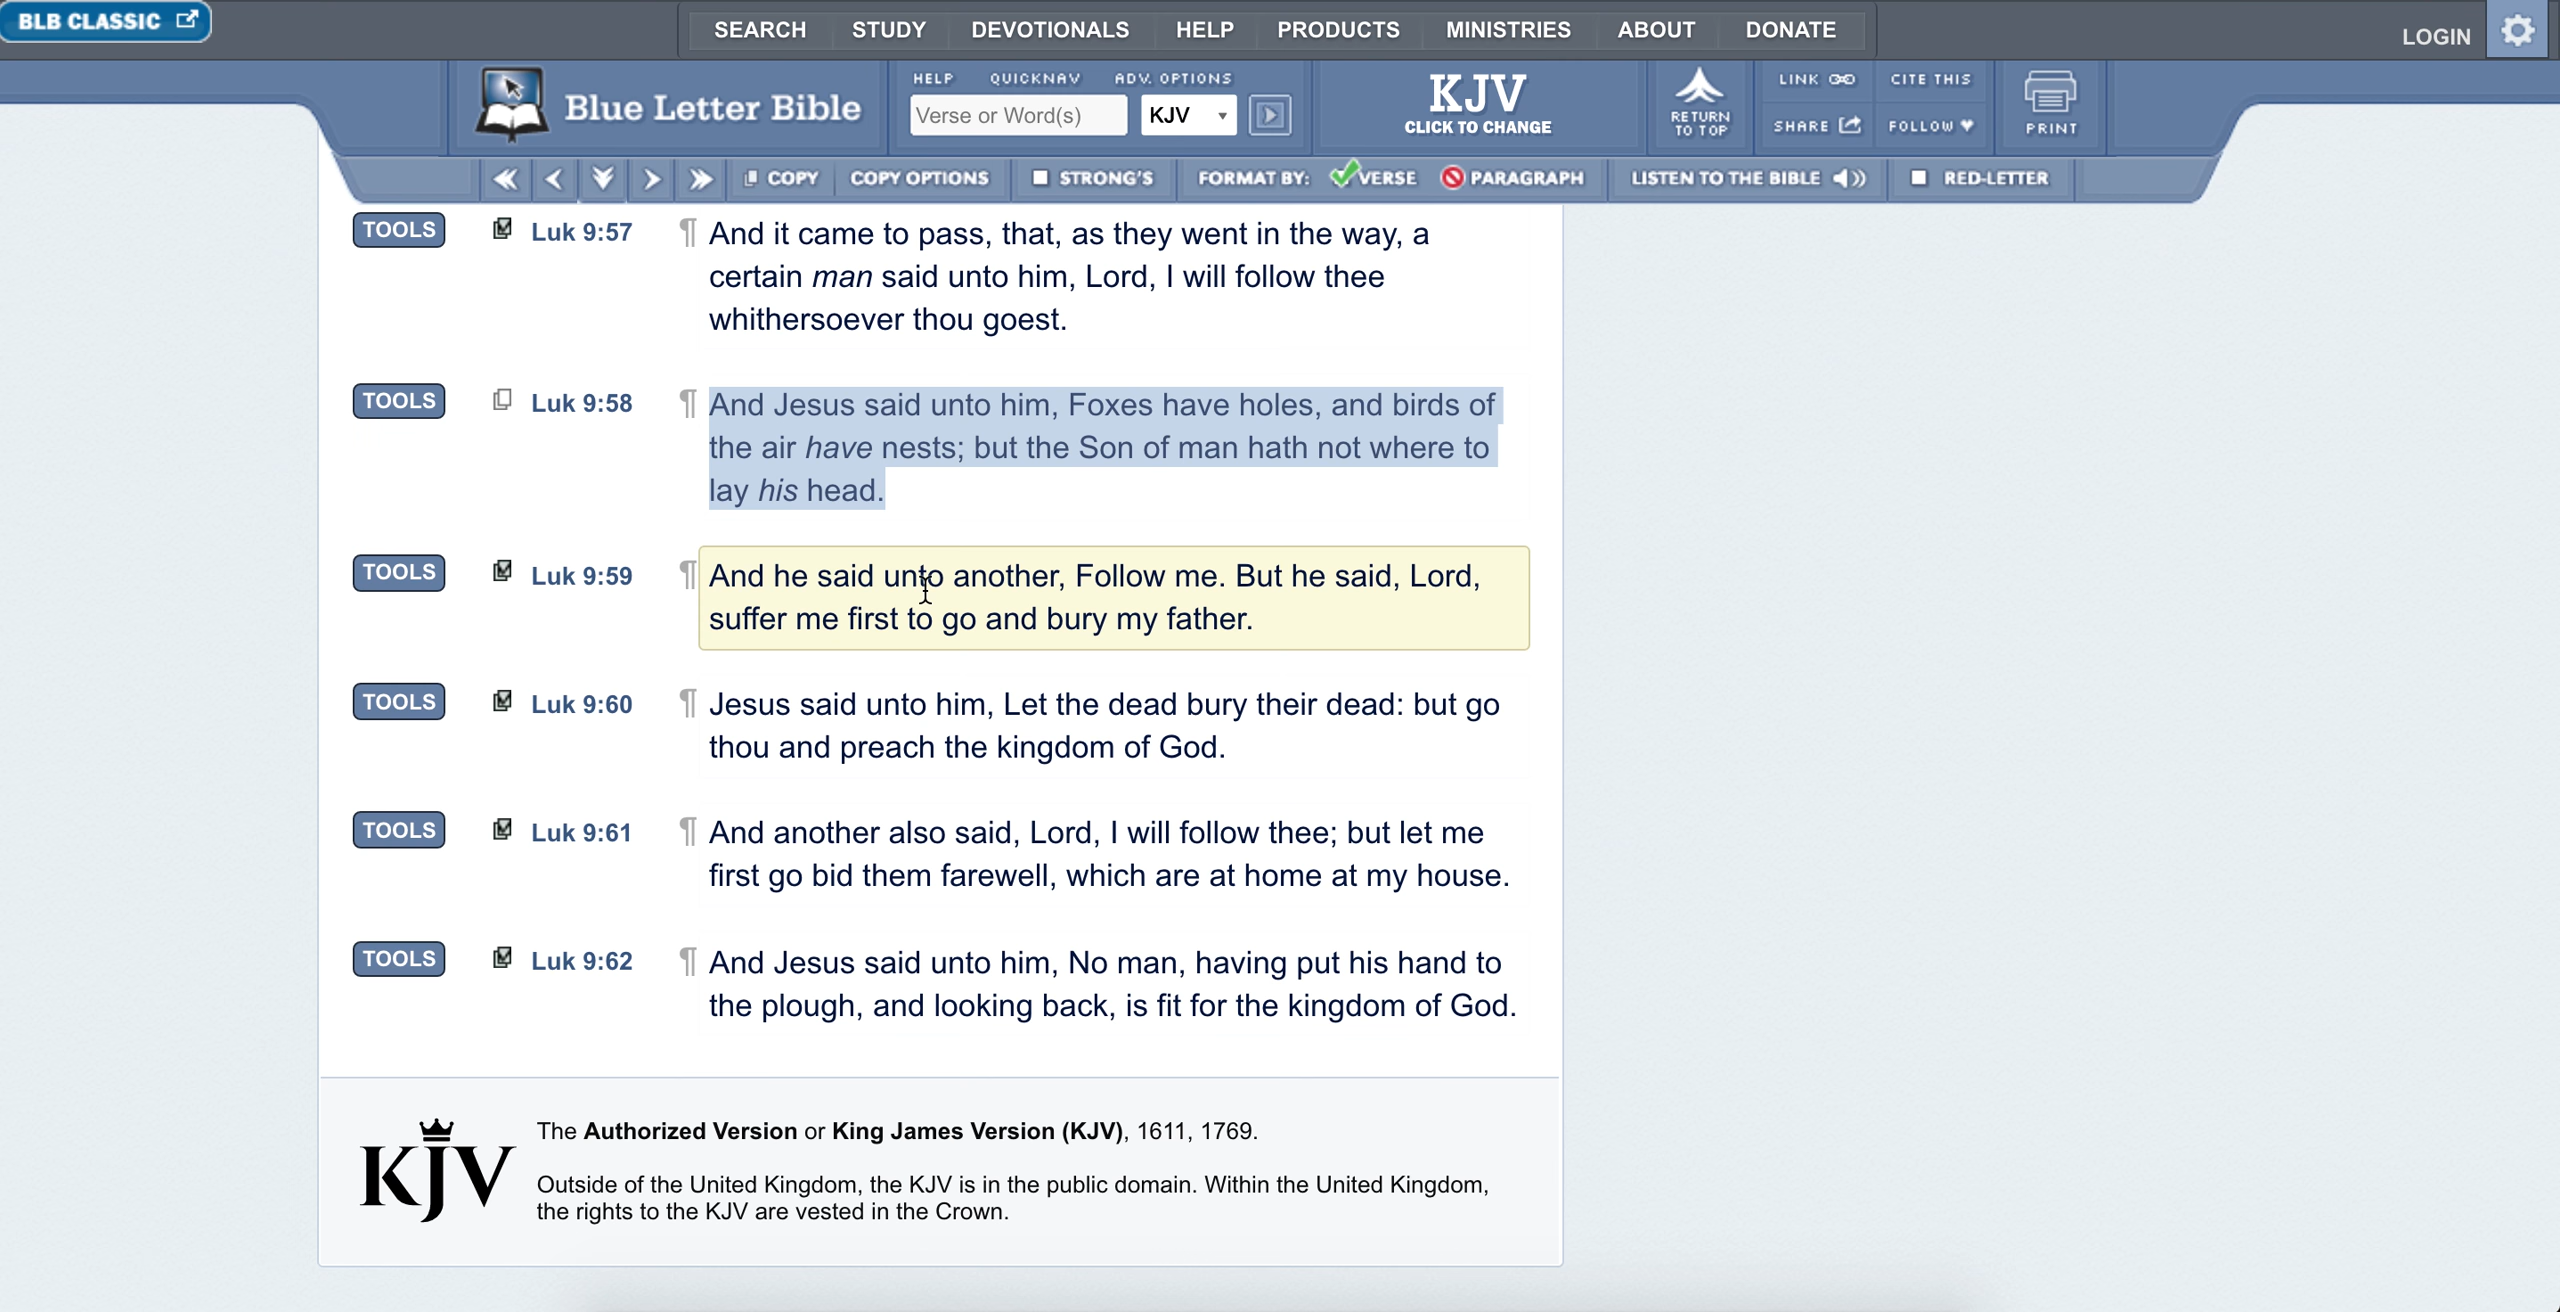 BLB CLASSIC
SEARCH STUDY DEVOTIONALS HELP PRODUCTS MINISTRIES ABOUT DONATE
LOGIN
Blue Letter Bible
HELP QUICKNAV ADV. OPTIONS
Verse or Word(s) KJV
KJV
CLICK TO CHANGE
RETURN
TO TOP
LINK CITE THIS
SHARE FOLLOW
PRINT
COPY COPY OPTIONS STRONG'S FORMAT BY: VERSE PARAGRAPH LISTEN TO THE BIBLE RED-LETTER
TOOLS Luk 9:57 ¶ And it came to pass, that, as they went in the way, a
certain man said unto him, Lord, I will follow thee
whithersoever thou goest.
TOOLS Luk 9:58 ¶ And Jesus said unto him, Foxes have holes, and birds of
the air have nests; but the Son of man hath not where to
lay his head.
TOOLS Luk 9:59 ¶ And he said unto another, Follow me. But he said, Lord,
suffer me first to go and bury my father.
TOOLS Luk 9:60 ¶ Jesus said unto him, Let the dead bury their dead: but go
thou and preach the kingdom of God.
TOOLS Luk 9:61 ¶ And another also said, Lord, I will follow thee; but let me
first go bid them farewell, which are at home at my house.
TOOLS Luk 9:62 ¶ And Jesus said unto him, No man, having put his hand to
the plough, and looking back, is fit for the kingdom of God.
KJV
The Authorized Version or King James Version (KJV), 1611, 1769.
Outside of the United Kingdom, the KJV is in the public domain. Within the United Kingdom,
the rights to the KJV are vested in the Crown.